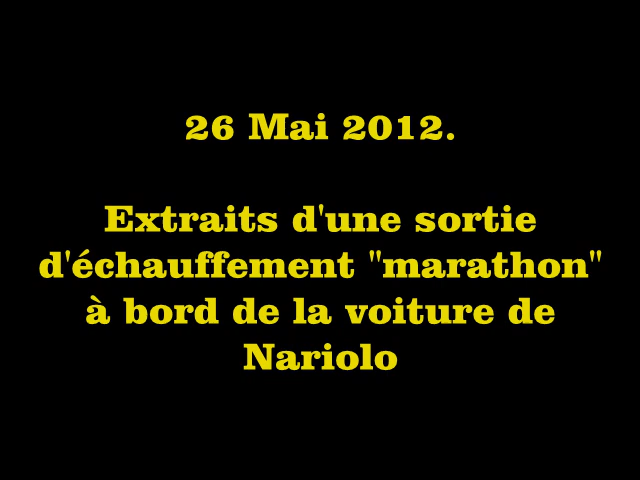 26 Mai 2012.
Extraits d'une sortie
d'échauffement "marathon"
à bord de la voiture de
Nariolo